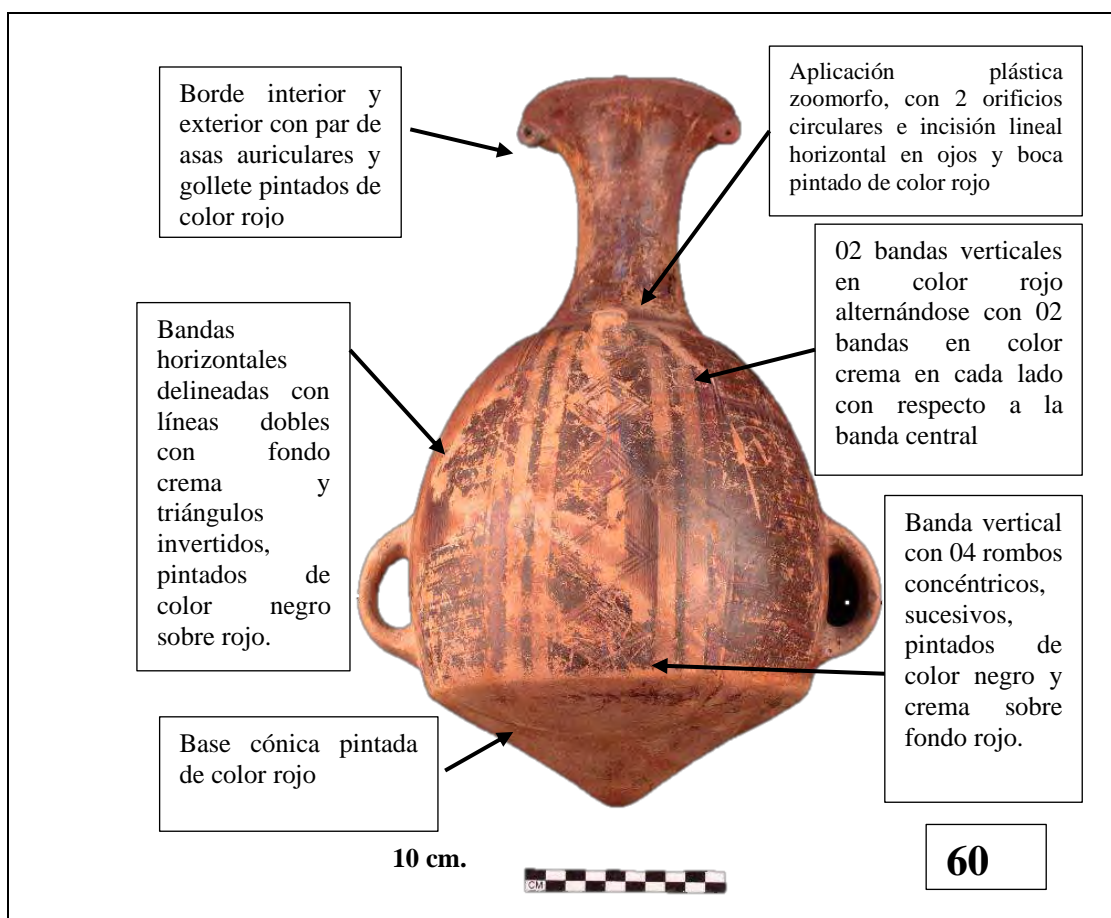 Borde interior y
exterior con par de
asas auriculares y
gollete pintados de
color rojo
Aplicación plástica
zoomorfo, con 2 orificios
circulares e incisión lineal
horizontal en ojos y boca
pintado de color rojo
02 bandas verticales
en color rojo
alternándose con 02
bandas en color
crema en cada lado
con respecto a la
banda central
Bandas
horizontales
delineadas con
líneas dobles
con fondo
crema y
triángulos
invertidos,
pintados de
color negro
sobre rojo.
Banda vertical
con 04 rombos
concéntricos,
sucesivos,
pintados de
color negro y
crema sobre
fondo rojo.
Base cónica pintada
de color rojo
10 cm.
CM
60